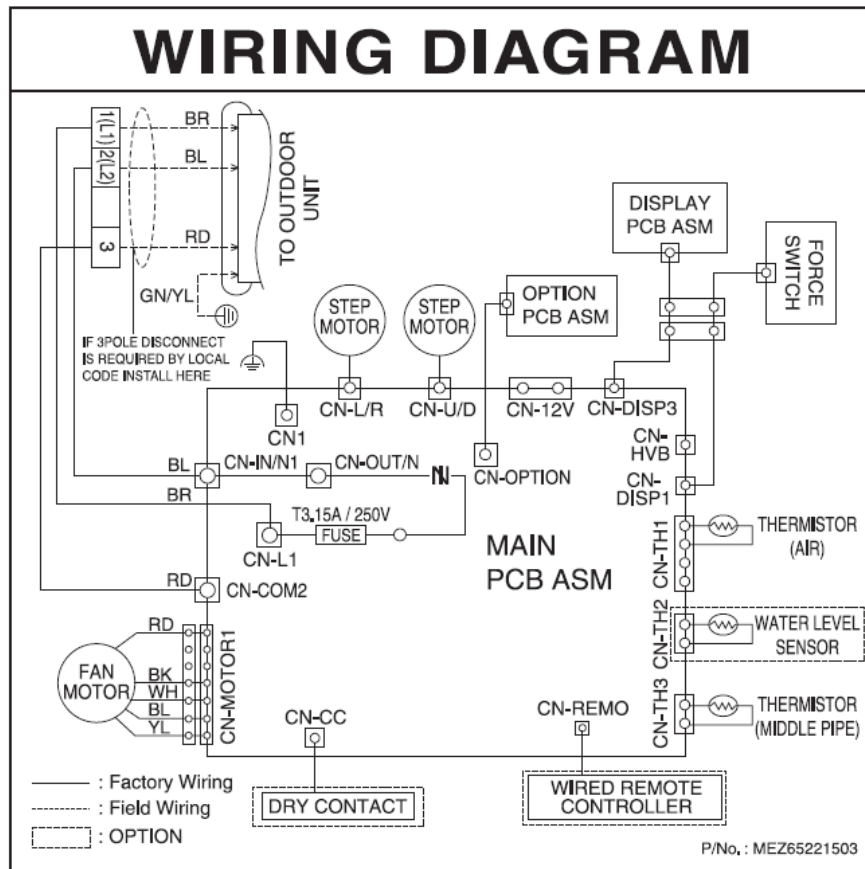 WIRING DIAGRAM
1(L1)
2(L2)
3
BR
BL
RD
GN/YL
TO OUTDOOR
UNIT
IF 3POLE DISCONNECT
IS REQUIRED BY LOCAL
CODE INSTALL HERE
STEP
MOTOR
STEP
MOTOR
OPTION
PCB ASM
DISPLAY
PCB ASM
FORCE
SWITCH
CN1
CN-L/R
CN-U/D
CN-12V
CN-DISP3
CN-
HVB
CN-
DISP1
CN-OPTION
BL
CN-IN/N1
CN-OUT/N
BR
T3.15A / 250V
FUSE
CN-L1
MAIN
PCB ASM
RD
CN-COM2
CN-TH1
THERMISTOR
(AIR)
CN-TH2
WATER LEVEL
SENSOR
CN-TH3
THERMISTOR
(MIDDLE PIPE)
FAN
MOTOR
RD
BK
WH
BL
YL
CN-MOTOR1
CN-CC
DRY CONTACT
CN-REMO
WIRED REMOTE
CONTROLLER
: Factory Wiring
: Field Wiring
: OPTION
P/No. : MEZ65221503